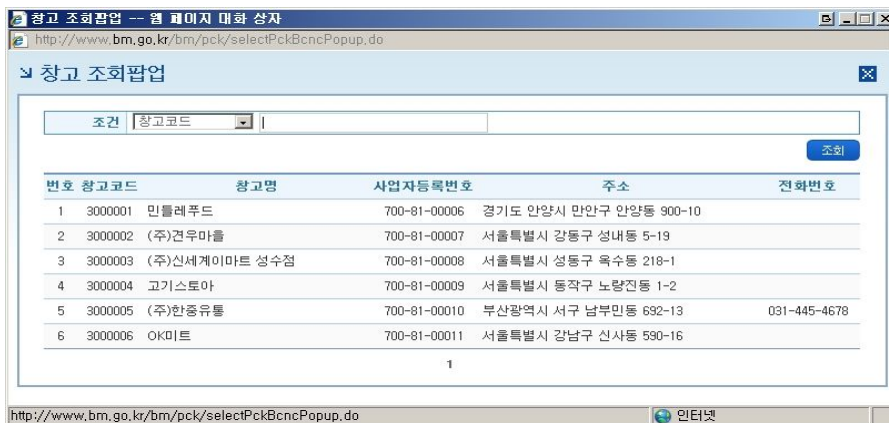 창고 조회팝업 -- 웹 페이지 대화 상자
http://www.bm.go.kr/bm/pck/selectPckBcncPopup.do
창고 조회팝업
조건 창고코드
조회
번호 창고코드 창고명 사업자등록번호 주소 전화번호
1 3000001 민들레푸드 700-81-00006 경기도 안양시 만안구 안양동 900-10
2 3000002 (주)견우마을 700-81-00007 서울특별시 강동구 성내동 5-19
3 3000003 (주)신세계이마트 성수점 700-81-00008 서울특별시 성동구 옥수동 218-1
4 3000004 고기스토아 700-81-00009 서울특별시 동작구 노량진동 1-2
5 3000005 (주)한중유통 700-81-00010 부산광역시 서구 남부민동 692-13 031-445-4678
6 3000006 OK미트 700-81-00011 서울특별시 강남구 신사동 590-16
1
http://www.bm.go.kr/bm/pck/selectPckBcncPopup.do 인터넷